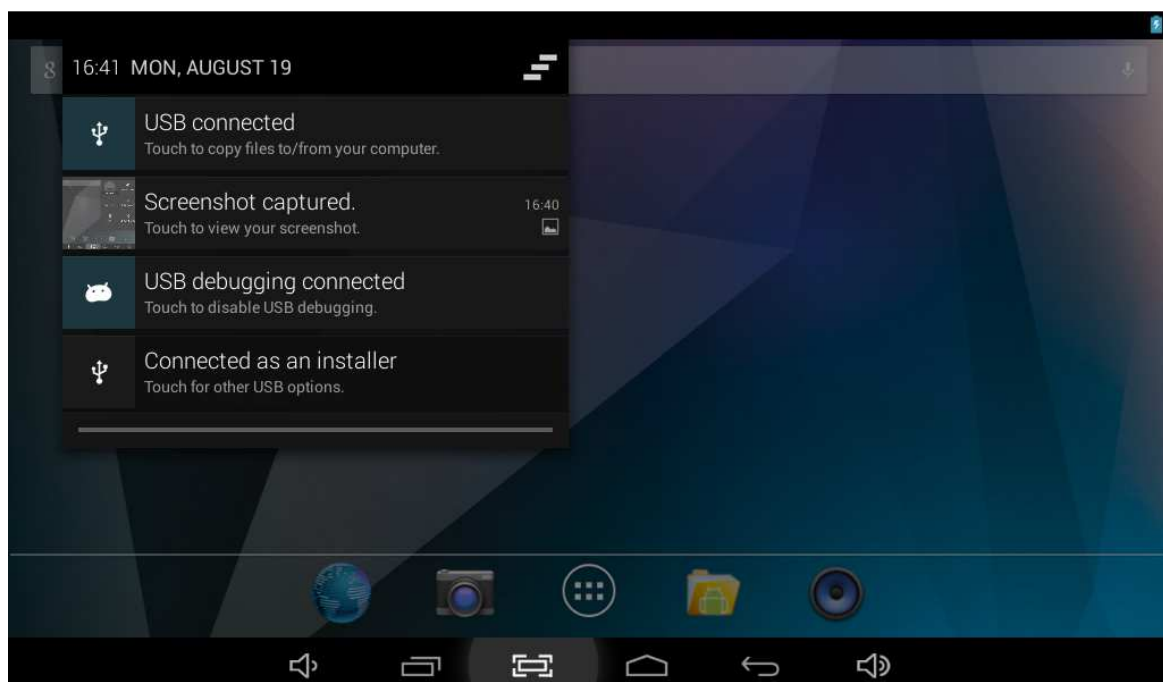 8
16:41 MON, AUGUST 19
USB connected
Touch to copy files to/from your computer.
Screenshot captured.
16:40
Touch to view your screenshot.
USB debugging connected
Touch to disable USB debugging.
Connected as an installer
Touch for other USB options.